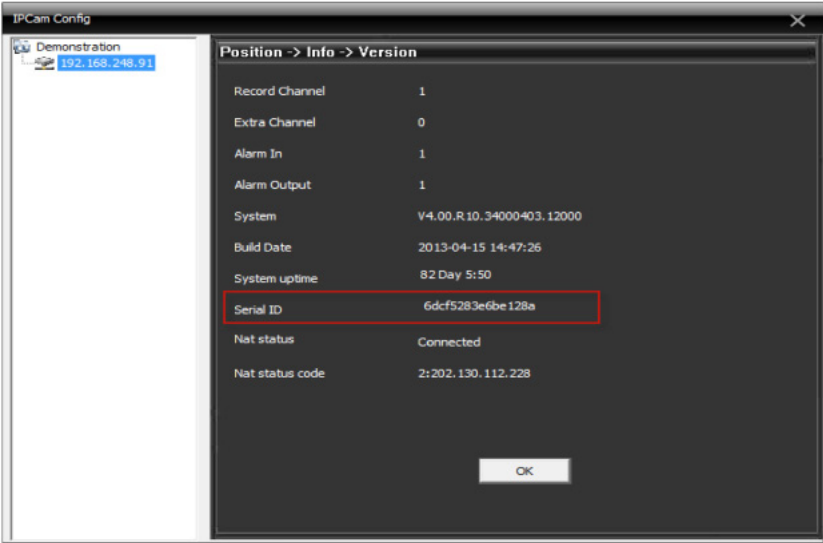 IPCam Config
Demonstration
192.168.248.91
Position -> Info -> Version
Record Channel 1
Extra Channel 0
Alarm In 1
Alarm Output 1
System V4.00.R10.34000403.12000
Build Date 2013-04-15 14:47:26
System uptime 82 Day 5:50
Serial ID 6dcf5283e6be128a
Nat status Connected
Nat status code 2:202.130.112.228
OK